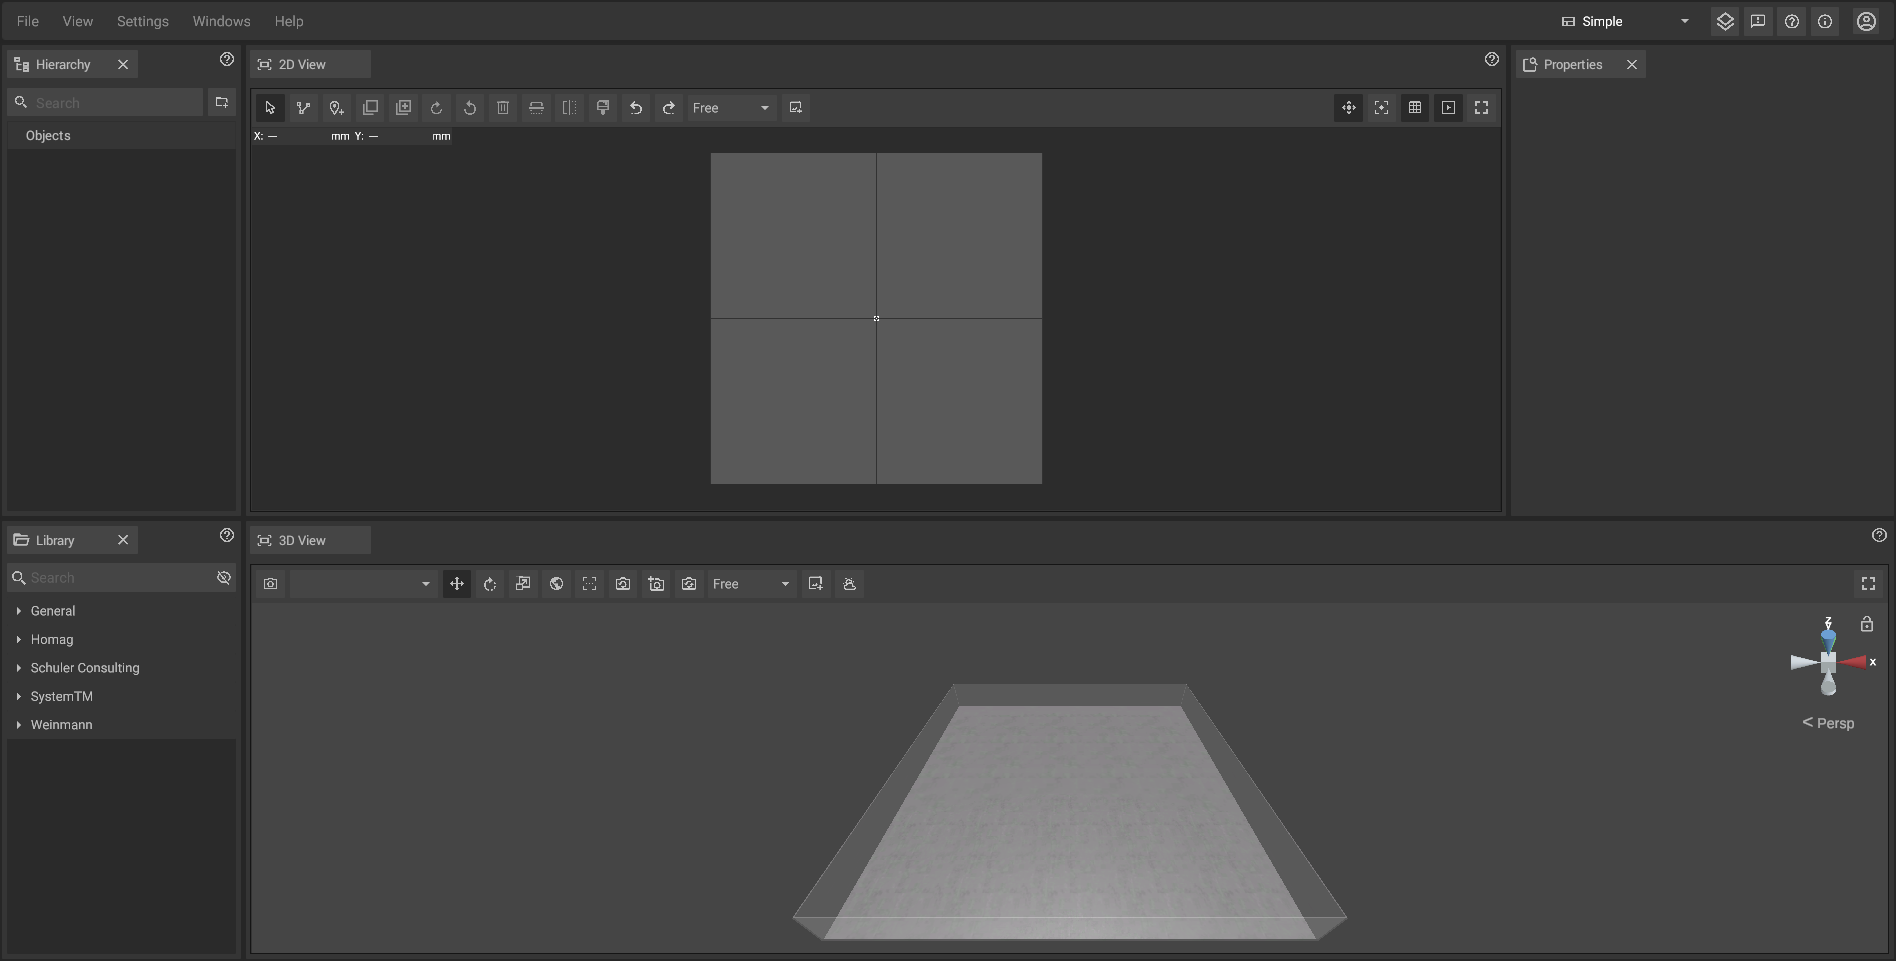 File View Settings Windows Help Simple
Hierarchy 2D View Properties
Search Free
X: — mm Y: — mm
Objects
Library 3D View
Search Free
General
Homag
Schuler Consulting
SystemTM
Weinmann
Z
X
< Persp